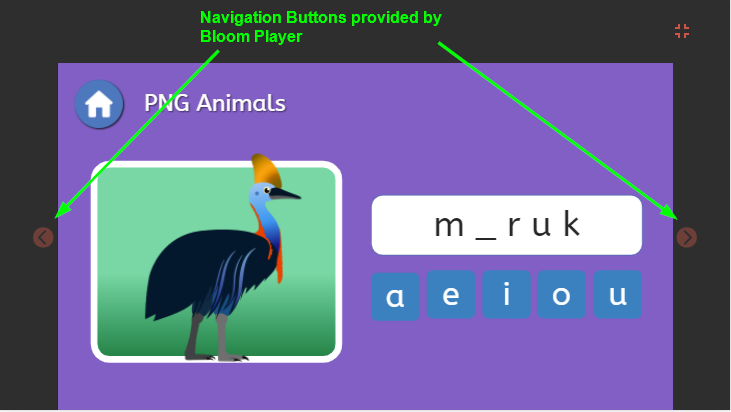 Navigation Buttons provided by
Bloom Player
PNG Animals
m _ r u k
a e i o u